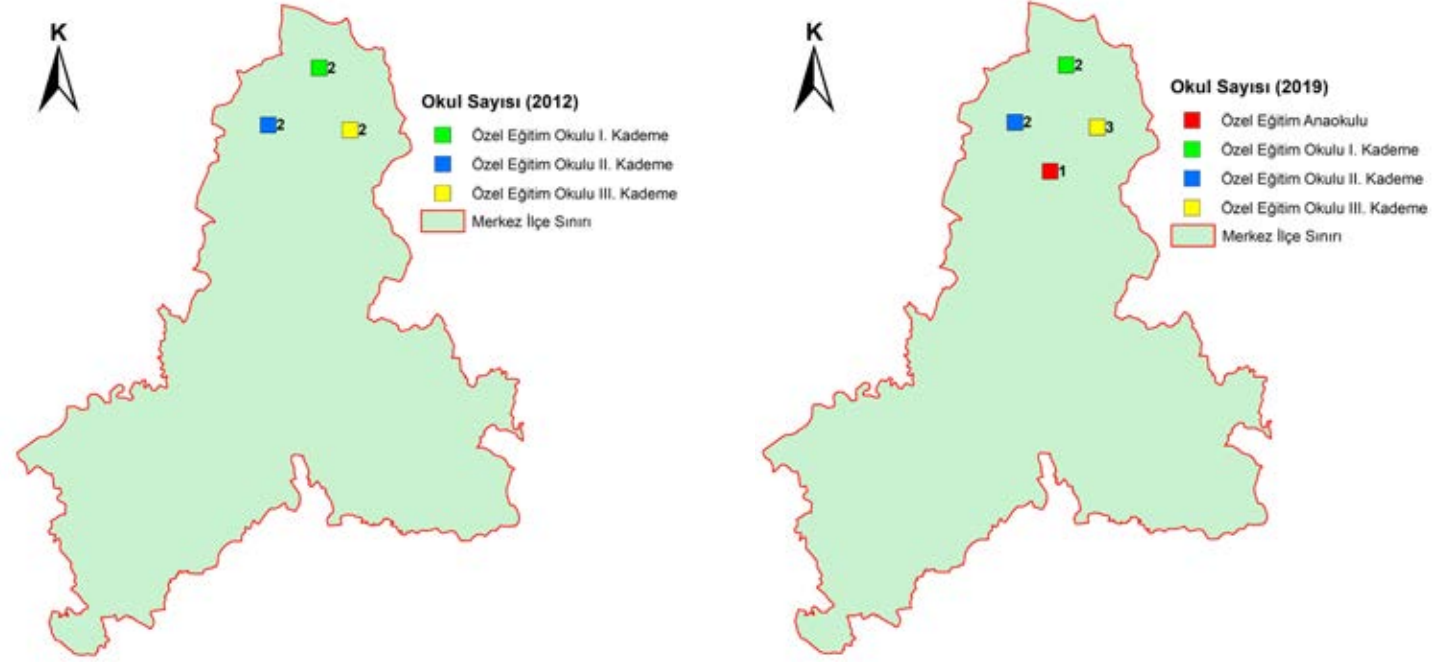 K
2
2
2
Okul Sayısı (2012)
Özel Eğitim Okulu I. Kademe
Özel Eğitim Okulu II. Kademe
Özel Eğitim Okulu III. Kademe
Merkez İlçe Sınırı
K
2
2
3
1
Okul Sayısı (2019)
Özel Eğitim Anaokulu
Özel Eğitim Okulu I. Kademe
Özel Eğitim Okulu II. Kademe
Özel Eğitim Okulu III. Kademe
Merkez İlçe Sınırı